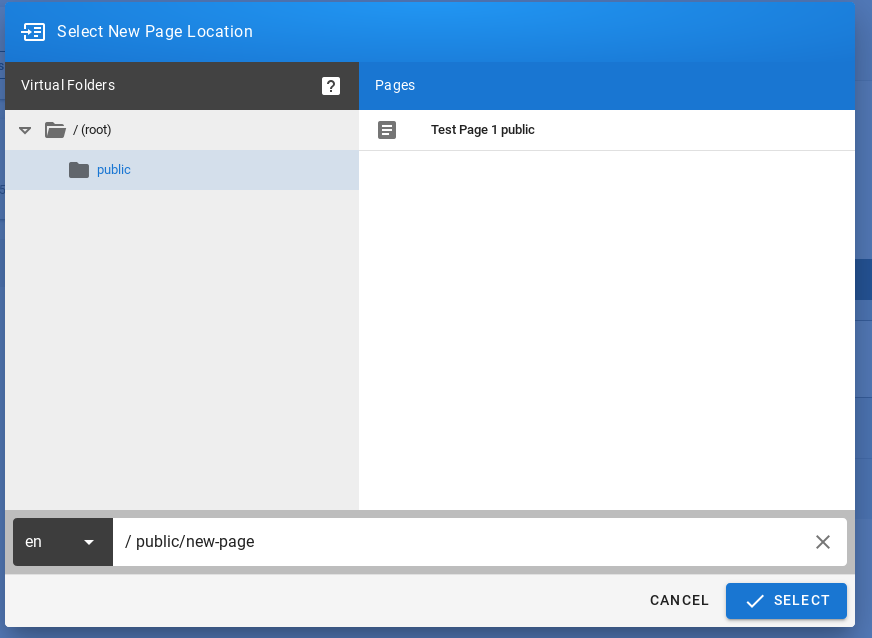 Select New Page Location
Virtual Folders
?
Pages
/ (root)
public
Test Page 1 public
en
/ public/new-page
CANCEL
SELECT